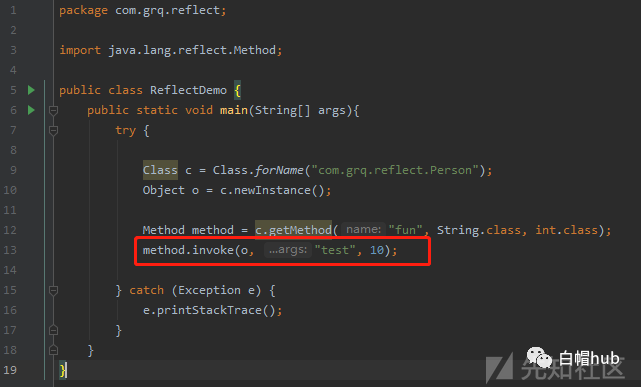 1 package com.grq.reflect;
2
3 import java.lang.reflect.Method;
4
5 public class ReflectDemo {
6 public static void main(String[] args){
7 try {
8
9 Class c = Class.forName("com.grq.reflect.Person");
10 Object o = c.newInstance();
11
12 Method method = c.getMethod( name: "fun", String.class, int.class);
13 method.invoke(o, ...args: "test", 10);
14
15 } catch (Exception e) {
16 e.printStackTrace();
17 }
18 }
19 }
白帽hub
先知社区